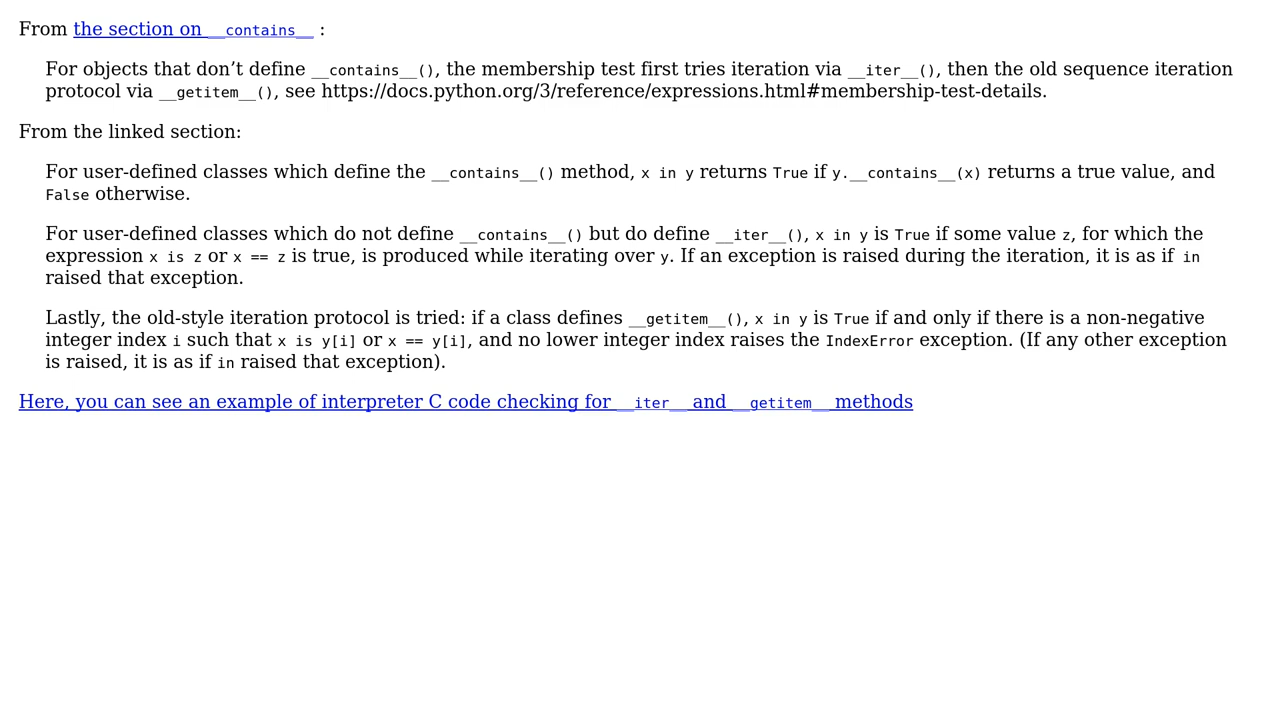 From the section on __contains__ :
For objects that don’t define __contains__(), the membership test first tries iteration via __iter__(), then the old sequence iteration
protocol via __getitem__(), see https://docs.python.org/3/reference/expressions.html#membership-test-details.
From the linked section:
For user-defined classes which define the __contains__() method, x in y returns True if y.__contains__(x) returns a true value, and
False otherwise.
For user-defined classes which do not define __contains__() but do define __iter__(), x in y is True if some value z, for which the
expression x is z or x == z is true, is produced while iterating over y. If an exception is raised during the iteration, it is as if in
raised that exception.
Lastly, the old-style iteration protocol is tried: if a class defines __getitem__(), x in y is True if and only if there is a non-negative
integer index i such that x is y[i] or x == y[i], and no lower integer index raises the IndexError exception. (If any other exception
is raised, it is as if in raised that exception).
Here, you can see an example of interpreter C code checking for __iter__ and __getitem__ methods